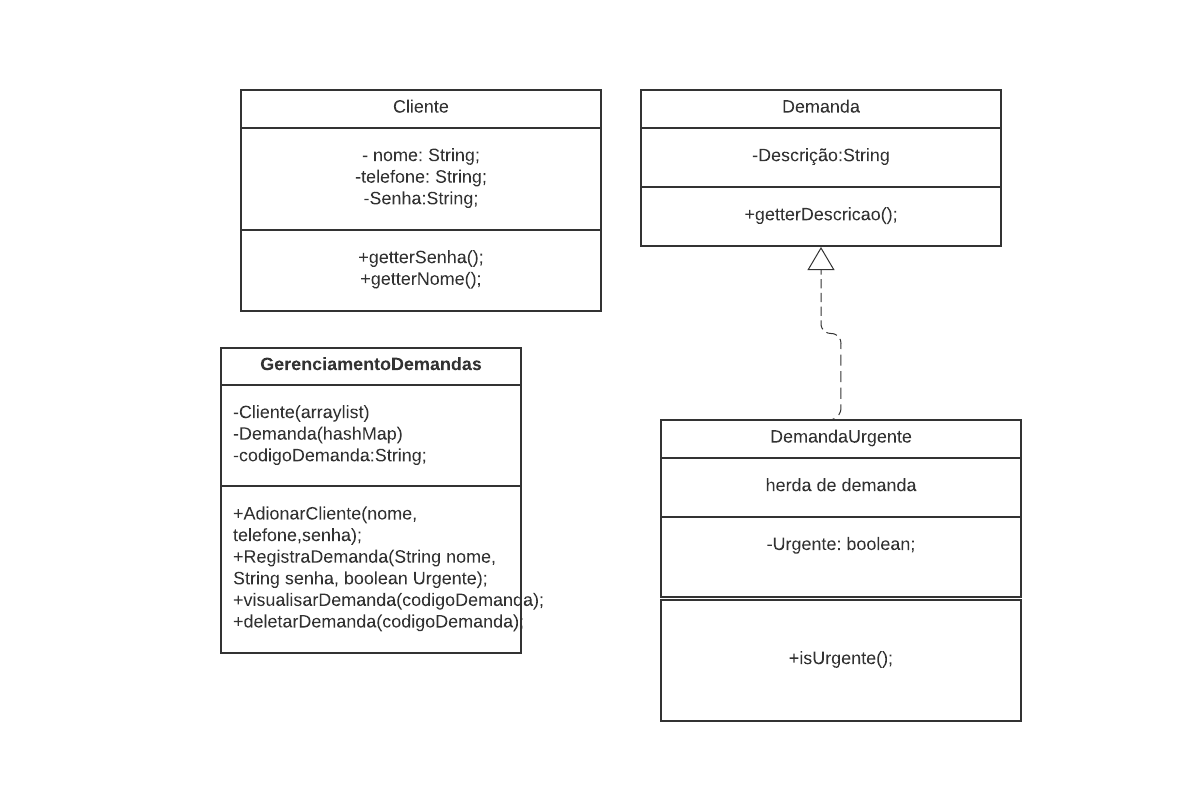 Cliente
- nome: String;
-telefone: String;
-Senha:String;
+getterSenha();
+getterNome();
Demanda
-Descrição:String
+getterDescricao();
GerenciamentoDemandas
-Cliente(arraylist)
-Demanda(hashMap)
-codigoDemanda:String;
+AdionarCliente(nome,
telefone,senha);
+RegistraDemanda(String nome,
String senha, boolean Urgente);
+visualisarDemanda(codigoDemanda);
+deletarDemanda(codigoDemanda);
DemandaUrgente
herda de demanda
-Urgente: boolean;
+isUrgente();